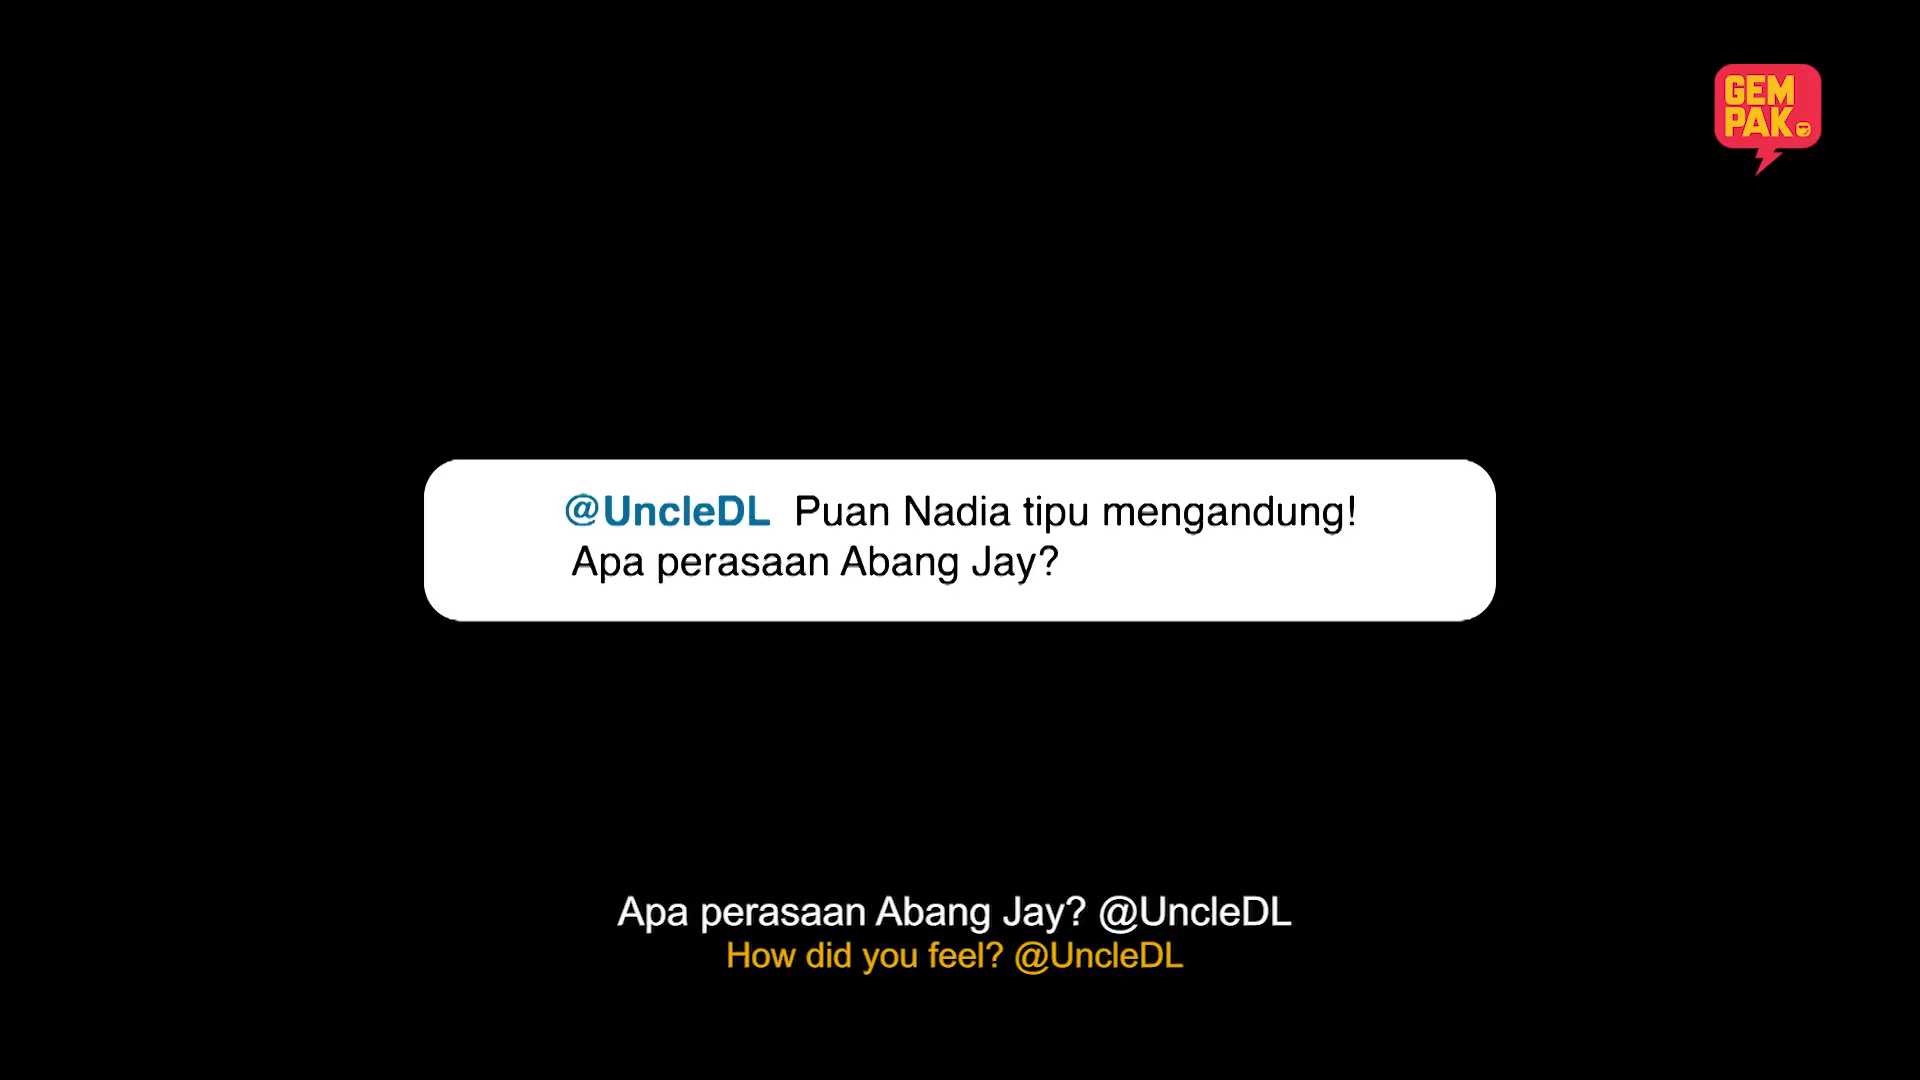 GEM
PAK
@UncleDL Puan Nadia tipu mengandung!
Apa perasaan Abang Jay?
Apa perasaan Abang Jay? @UncleDL
How did you feel? @UncleDL